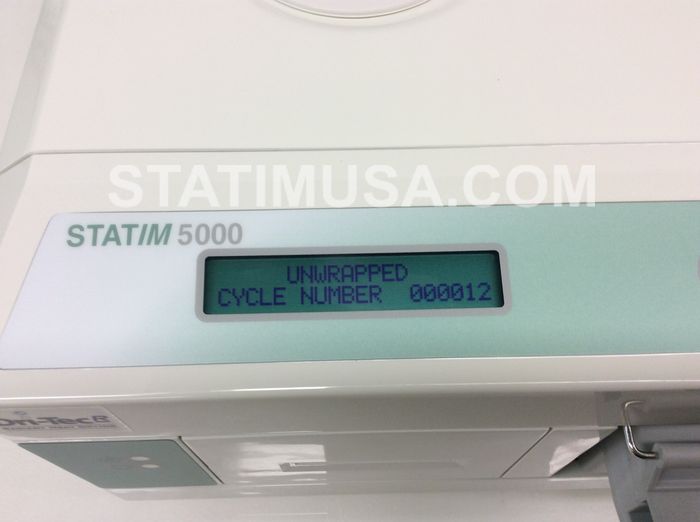 STATIMUSA.COM
STATIM 5000
UNWRAPPED
CYCLE NUMBER 000012